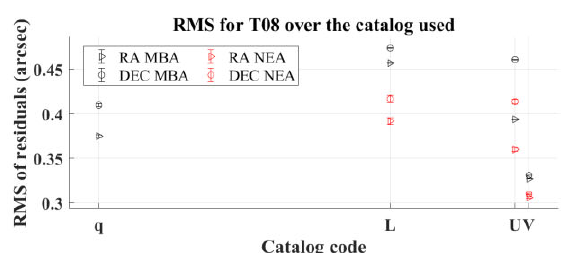 RMS for T08 over the catalog used
RMS of residuals (arcsec)
0.45
0.4
0.35
0.3
RA MBA
RA NEA
DEC MBA
DEC NEA
q
L
U
V
Catalog code